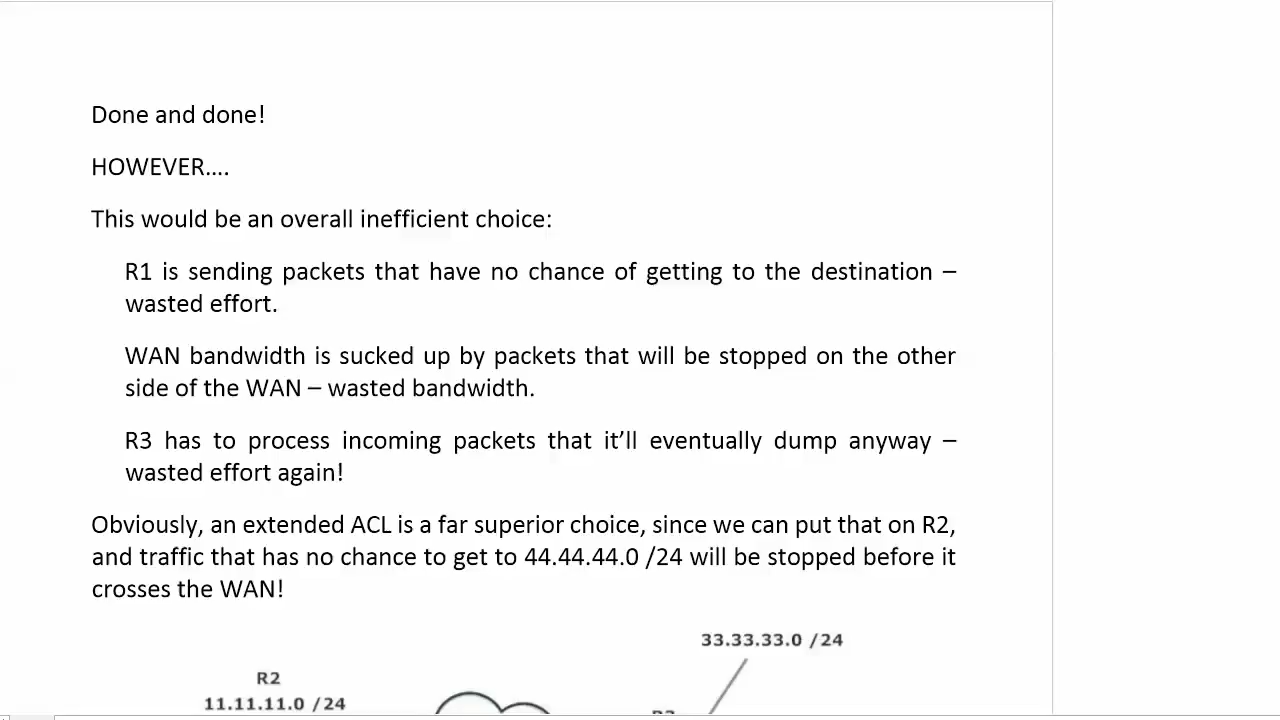 Done and done!
HOWEVER….
This would be an overall inefficient choice:
R1 is sending packets that have no chance of getting to the destination –
wasted effort.
WAN bandwidth is sucked up by packets that will be stopped on the other
side of the WAN – wasted bandwidth.
R3 has to process incoming packets that it’ll eventually dump anyway –
wasted effort again!
Obviously, an extended ACL is a far superior choice, since we can put that on R2,
and traffic that has no chance to get to 44.44.44.0 /24 will be stopped before it
crosses the WAN!
33.33.33.0 /24
R2
11.11.11.0 /24